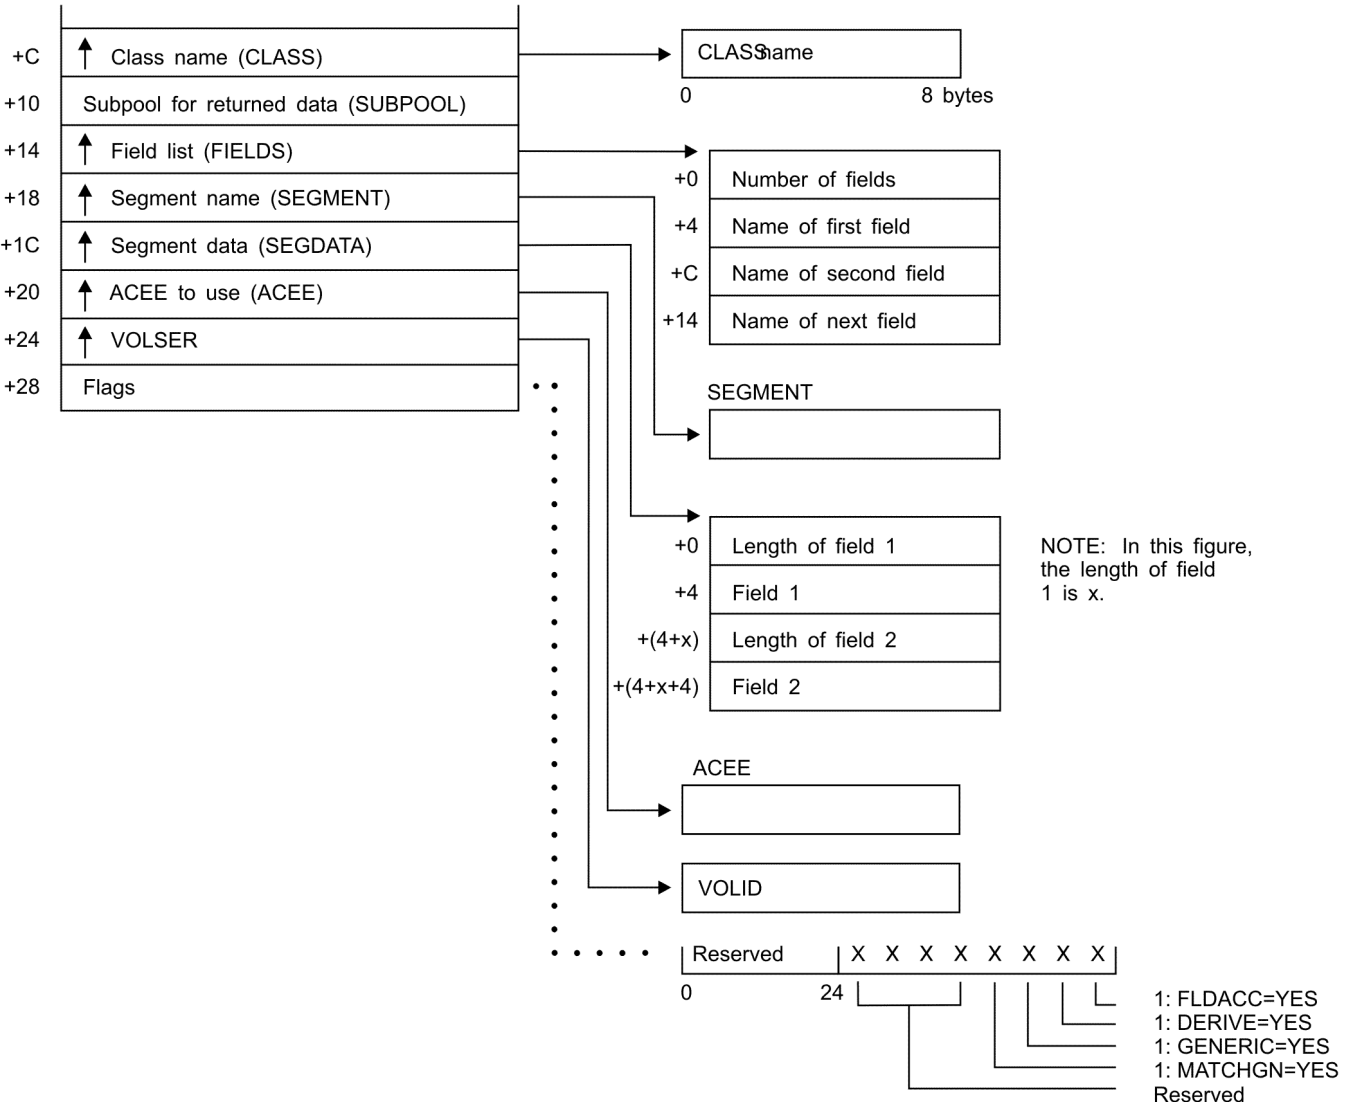 +C Class name (CLASS)
CLASS name
0 8 bytes
+10 Subpool for returned data (SUBPOOL)
+14 Field list (FIELDS)
+18 Segment name (SEGMENT)
+1C Segment data (SEGDATA)
+20 ACEE to use (ACEE)
+24 VOLSER
+28 Flags
+0 Number of fields
+4 Name of first field
+C Name of second field
+14 Name of next field
SEGMENT
+0 Length of field 1
+4 Field 1
+(4+x) Length of field 2
+(4+x+4) Field 2
NOTE: In this figure,
the length of field
1 is x.
ACEE
VOLID
Reserved X X X X X X X X
0 24
1: FLDACC=YES
1: DERIVE=YES
1: GENERIC=YES
1: MATCHGN=YES
Reserved